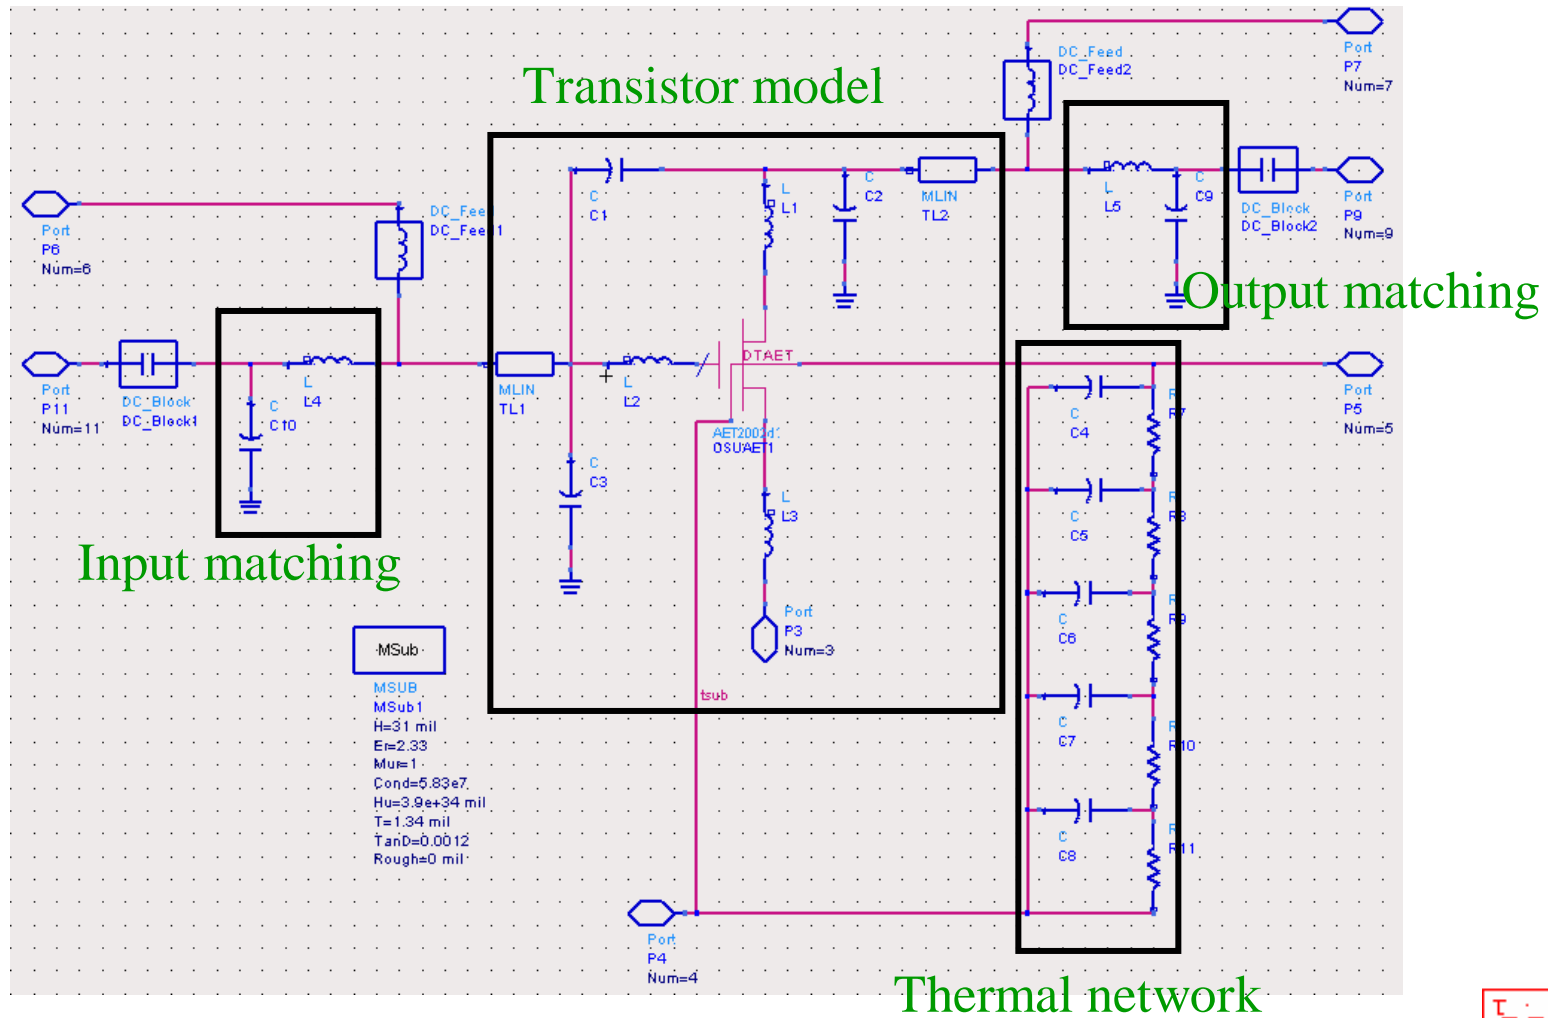 Transistor model
DC_Feed
DC_Feed2
Port
P7
Num=7
Port
P6
Num=6
DC_Fee
DC_Fee 1
C
C1
L
L1
C
C2
MLIN
TL2
L
L5
C
C9
DC_Block
DC_Block2
Port
P9
Num=9
Output matching
Port
P11
Num=11
DC_Block
DC_Block1
C
C10
L
L4
MLIN
TL1
L
L2
DTAET
OSUAET1
C
C3
L
L3
Input matching
Port
P3
Num=3
tsub
MSub
MSUB
MSub1
H=31 mil
Er=2.33
Mur=1
Cond=5.83e7
Hu=3.9e+34 mil
T=1.34 mil
TanD=0.0012
Rough=0 mil
Port
P5
Num=5
C
C4
R
R7
C
C5
R
R8
C
C6
R
R9
C
C7
R
R10
C
C8
R
R11
Port
P4
Num=4
Thermal network